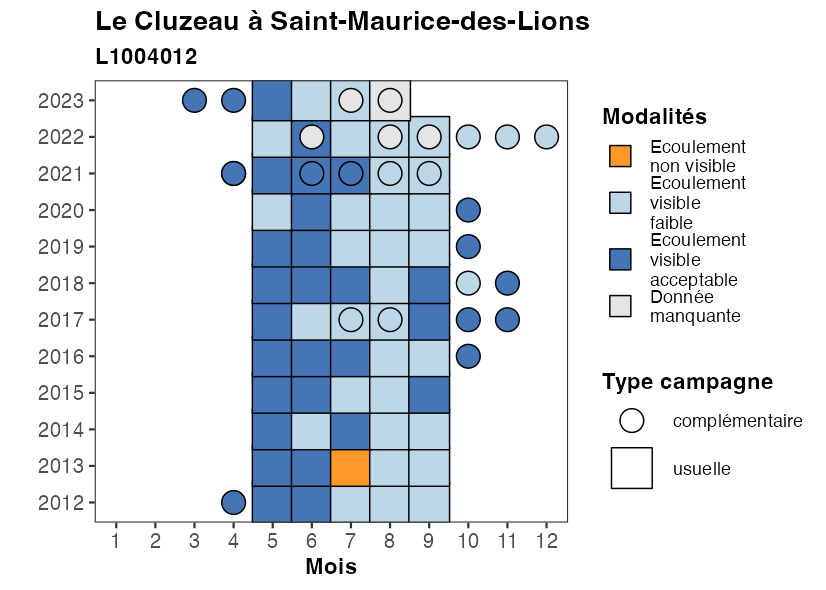 Le Cluzeau à Saint-Maurice-des-Lions
L1004012
2023
2022
2021
2020
2019
2018
2017
2016
2015
2014
2013
2012
1 2 3 4 5 6 7 8 9 10 11 12
Mois
Modalités
Ecoulement
non visible
Ecoulement
visible
faible
Ecoulement
visible
acceptable
Donnée
manquante
Type campagne
complémentaire
usuelle